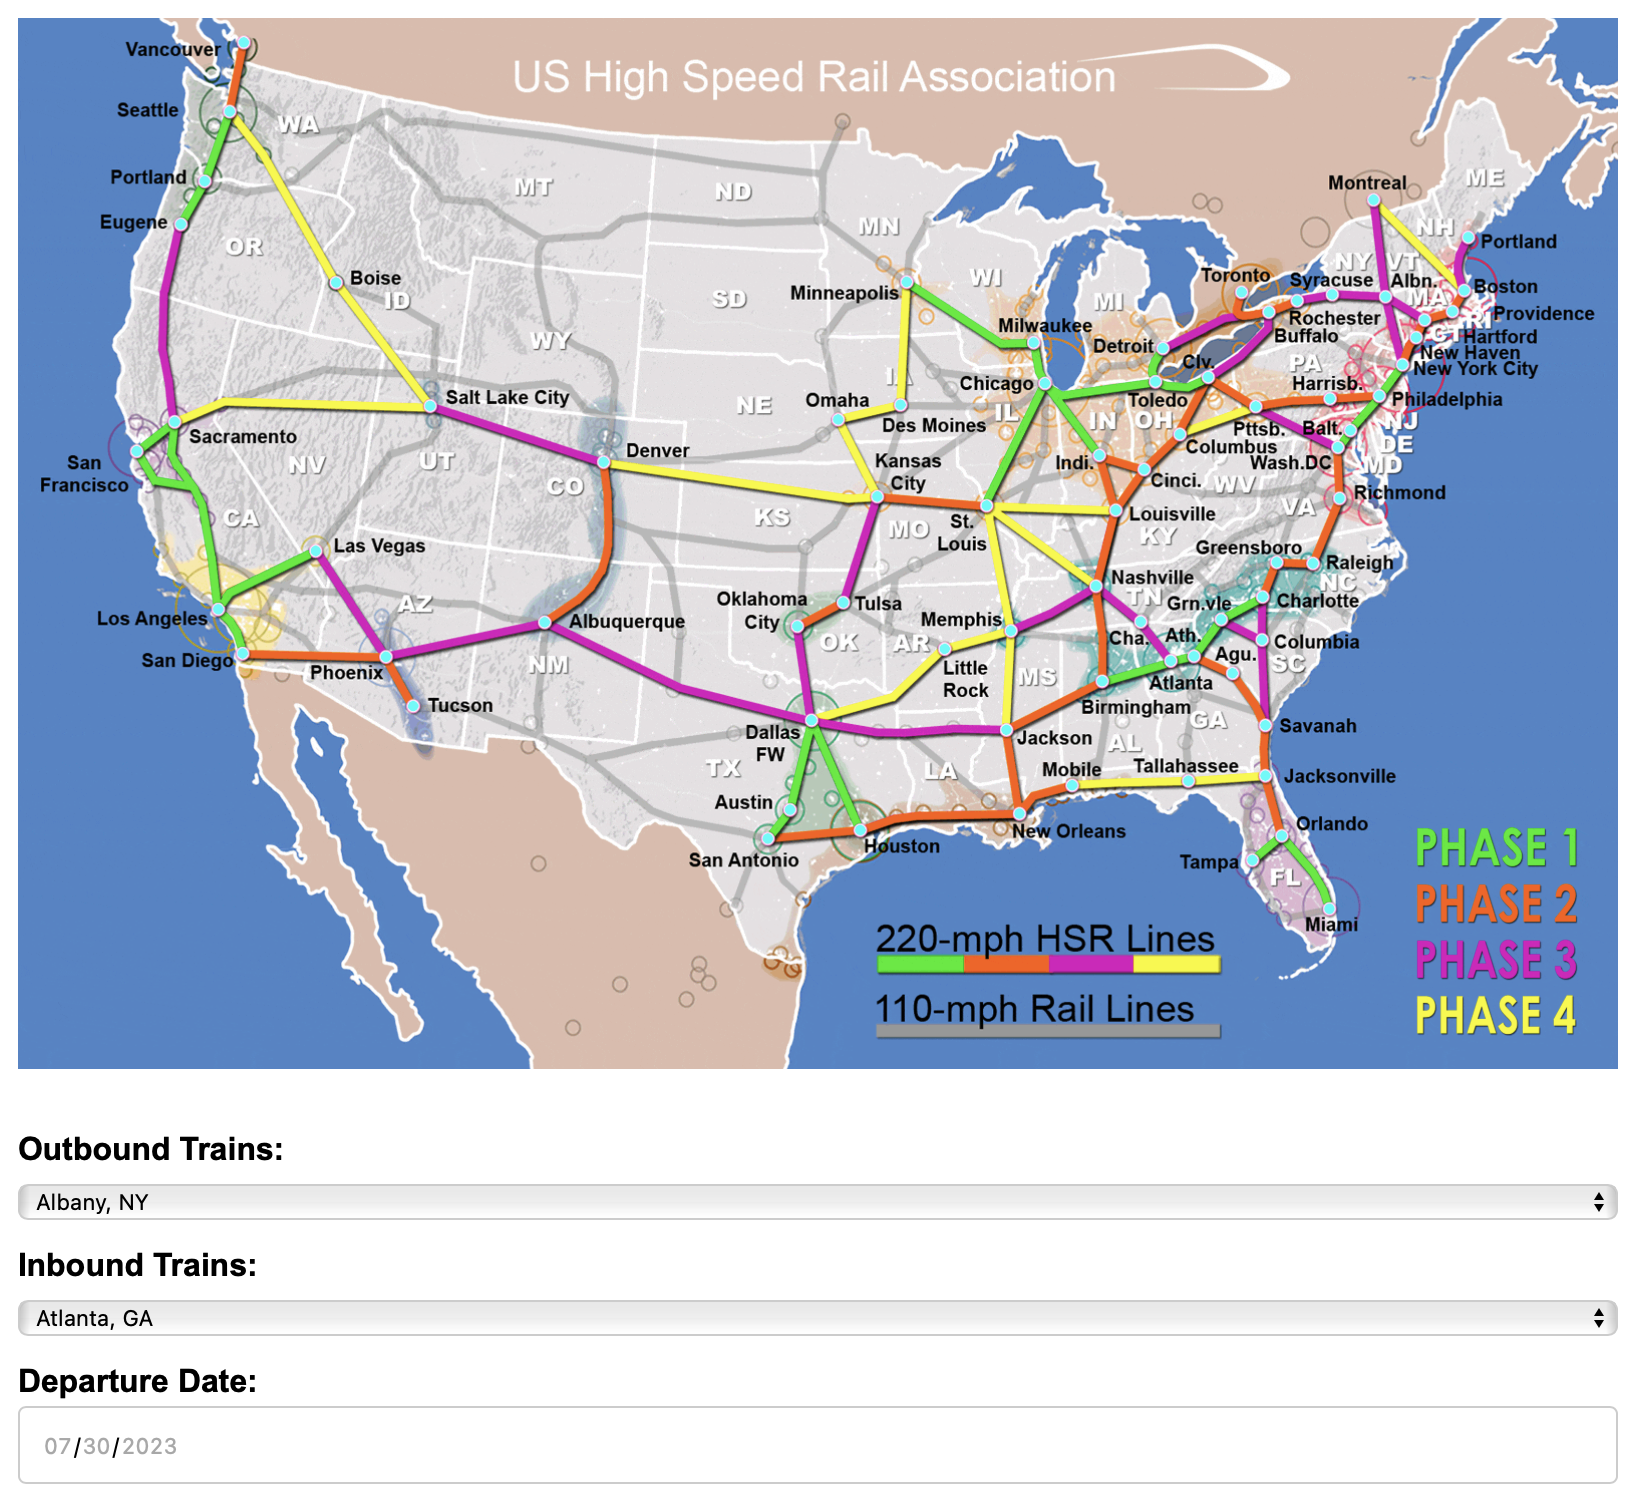 US High Speed Rail Association
Vancouver
Seattle
WA
Portland
Eugene
OR
Boise
ID
MT
ND
MN
SD
WY
Minneapolis
WI
Milwaukee
MI
Toronto
Detroit
Clv.
Montreal
ME
NH
NY
VT
Portland
Syracuse
Albn.
MA
Boston
Rochester
Buffalo
Providence
CT
RI
Hartford
New Haven
New York City
PA
Harrisb.
Philadelphia
Chicago
Toledo
IA
IL
IN
OH
Omaha
Des Moines
NE
Salt Lake City
Sacramento
San
Francisco
NV
UT
Denver
CO
Kansas
City
KS
MO
St.
Louis
Indi.
Columbus
Cinci.
Pttsb.
Balt.
NJ
DE
Wash.DC
MD
WV
Richmond
VA
Louisville
KY
CA
Las Vegas
Los Angeles
San Diego
AZ
Phoenix
Tucson
Albuquerque
NM
Oklahoma
City
Tulsa
OK
AR
Memphis
Little
Rock
Nashville
TN
Cha.
Ath.
Greensboro
Raleigh
NC
Grn.vle
Charlotte
Columbia
Agu.
SC
MS
Atlanta
Birmingham
GA
AL
Savanah
Dallas
FW
Jackson
TX
LA
Mobile
Tallahassee
Jacksonville
Austin
San Antonio
Houston
New Orleans
Orlando
Tampa
FL
Miami
220-mph HSR Lines
110-mph Rail Lines
PHASE 1
PHASE 2
PHASE 3
PHASE 4
Outbound Trains:
Albany, NY
Inbound Trains:
Atlanta, GA
Departure Date:
07/30/2023